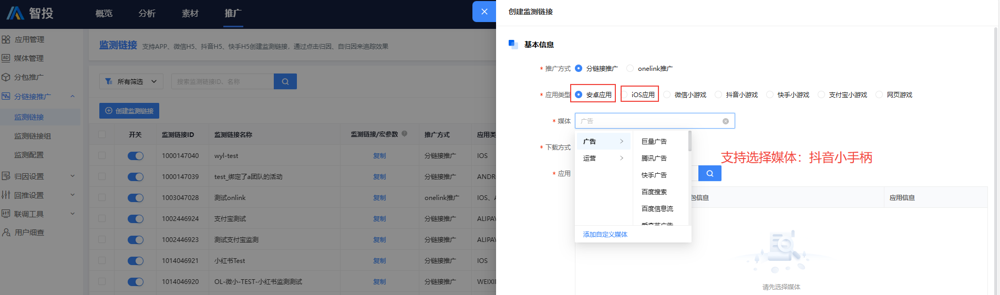 智投
概览
分析
素材
推广
应用管理
媒体管理
分包推广
分链接推广
监测链接
监测链接组
监测配置
归因设置
回推设置
联调工具
用户细查
监测链接 支持APP、微信H5、抖音H5、快手H5创建监测链接，通过点击归因、自归因来追踪效果
所有筛选
搜索监测链接ID、名称
创建监测链接
开关 监测链接ID 监测链接名称 监测链接/宏参数 推广方式 应用类
1000147040 wyl-test 复制 分链接推广 IOS
1000147039 test_绑定了a团队的活动 复制 分链接推广 ANDR
1003047028 测试onlink 复制 onelink推广 IOS、A
1002446924 支付宝测试 复制 分链接推广 ALIPAY
1002446923 测试支付宝监测 复制 分链接推广 ALIPAY
1014046921 小红书Test 复制 分链接推广 IOS
1014046920 OL-微小-TEST-小红书监测测试 复制 分链接推广 WEIXIN
创建监测链接
基本信息
* 推广方式 分链接推广 onelink推广
* 应用类型 安卓应用 iOS应用 微信小游戏 抖音小游戏 快手小游戏 支付宝小游戏 网页游戏
* 媒体 广告
广告
运营
巨量广告
腾讯广告
快手广告
百度搜索
百度信息流
添加自定义媒体
* 下载方式
支持选择媒体：抖音小手柄
* 应用
包信息 应用信息
请先选择媒体